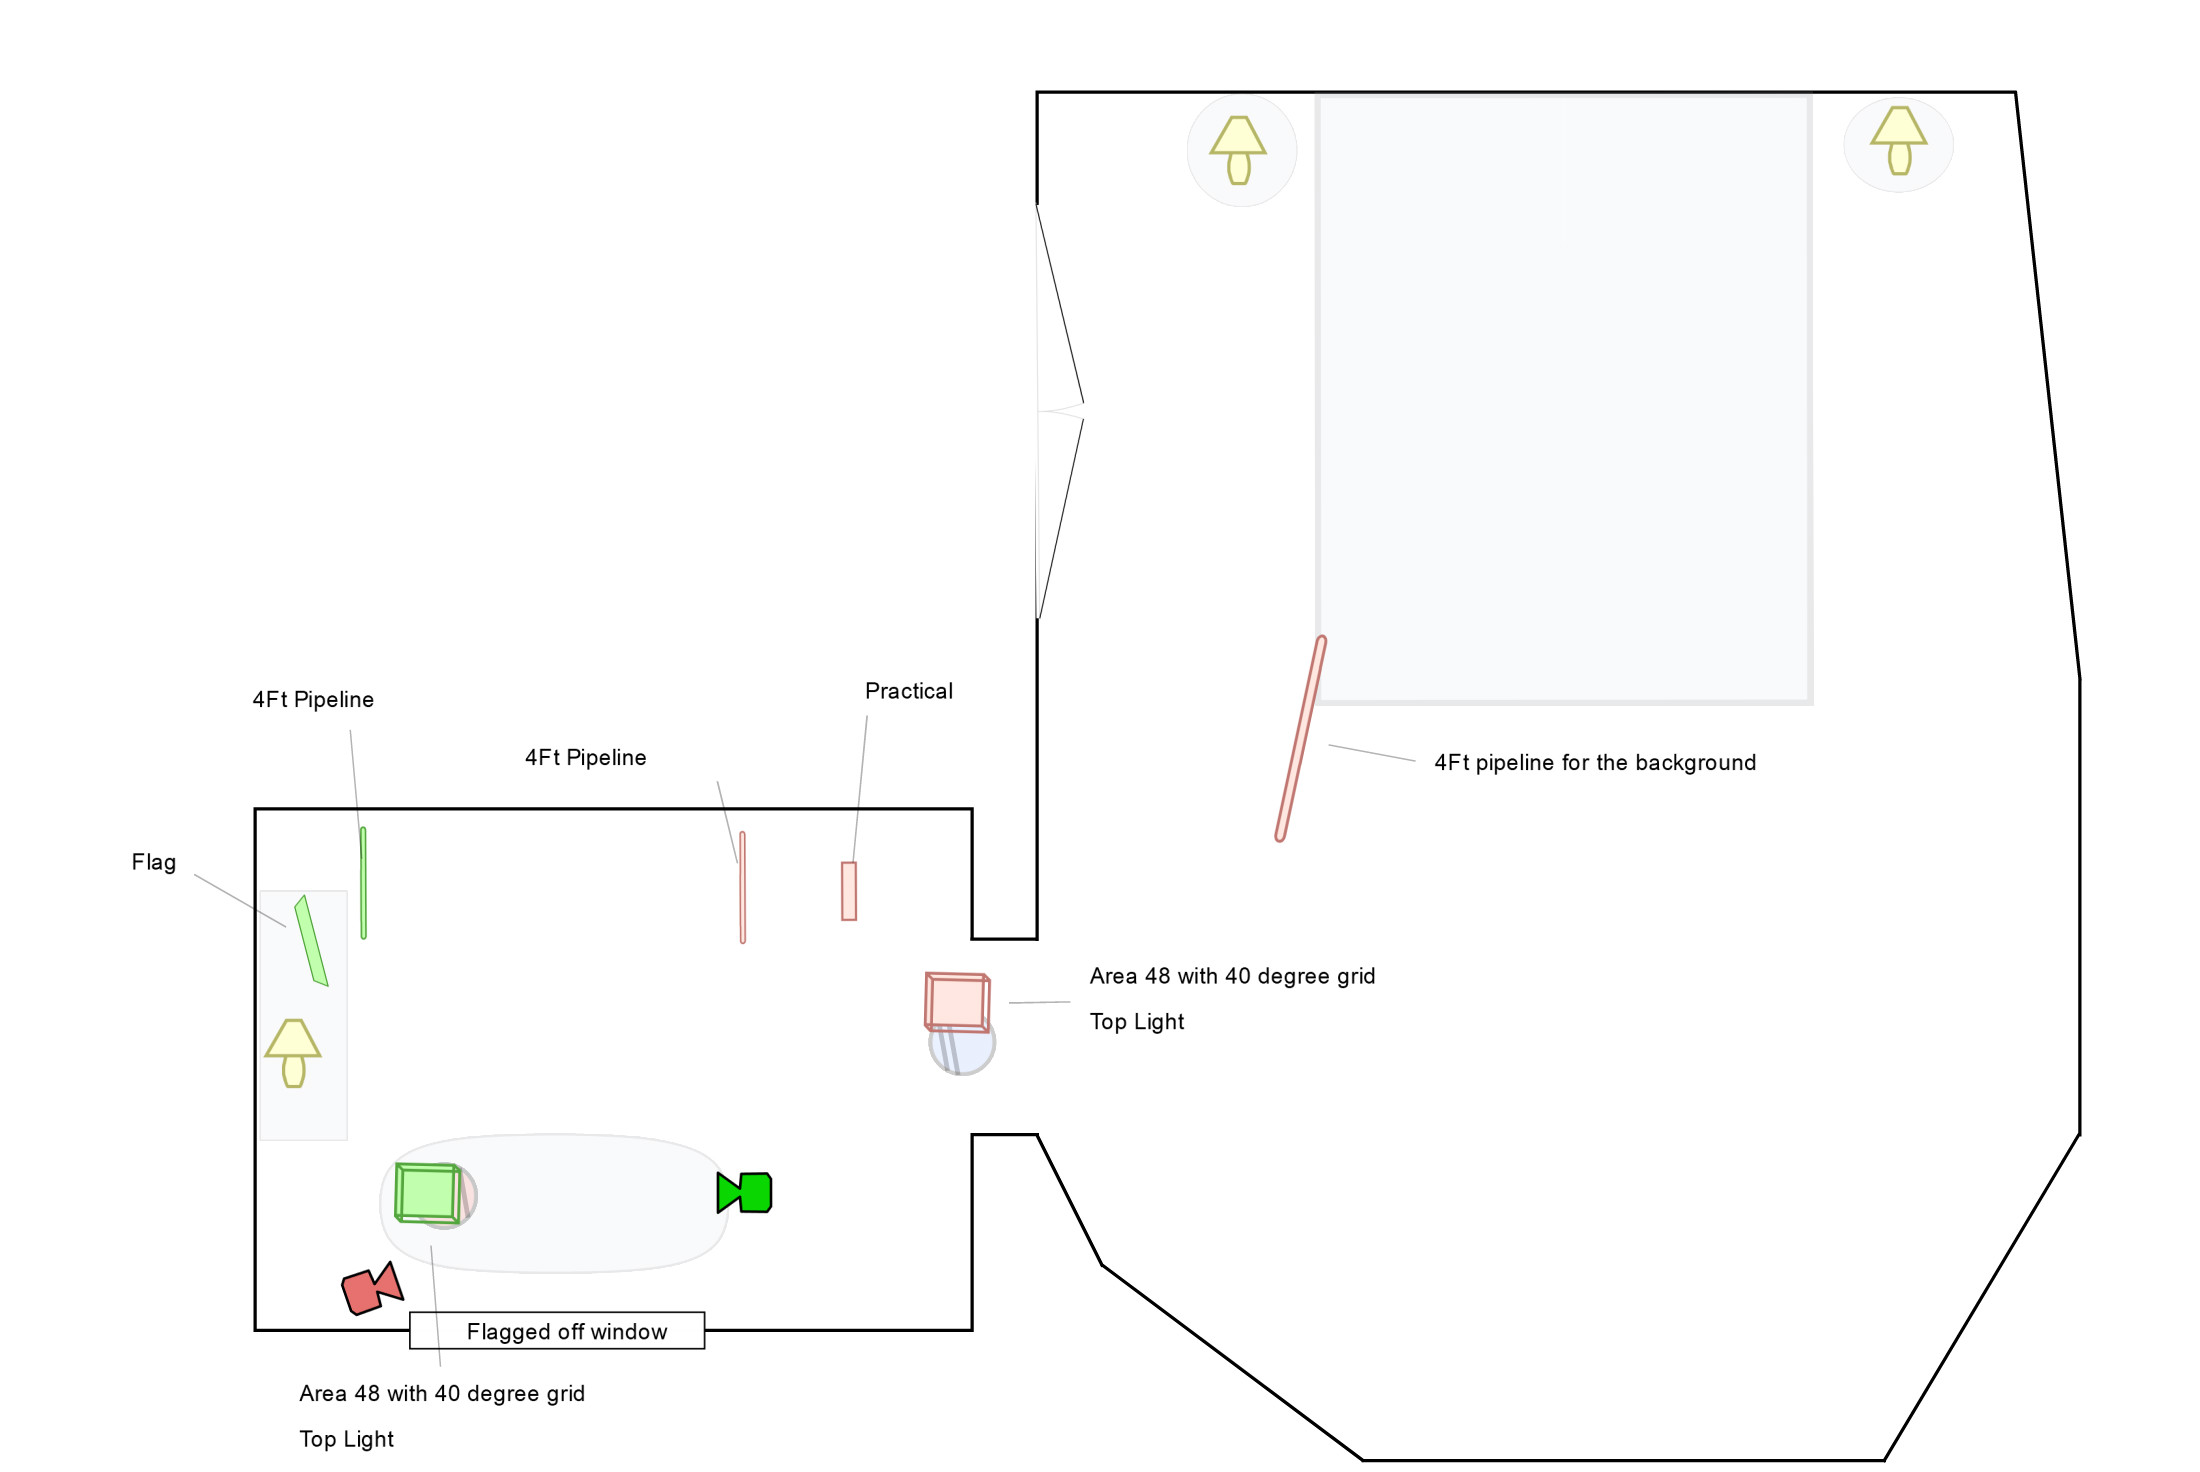 Practical
4Ft Pipeline
4Ft Pipeline
4Ft pipeline for the background
Flag
Area 48 with 40 degree grid
Top Light
Flagged off window
Area 48 with 40 degree grid
Top Light